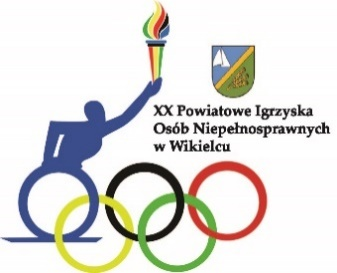 XX Powiatowe Igrzyska
Osób Niepełnosprawnych
w Wikielcu